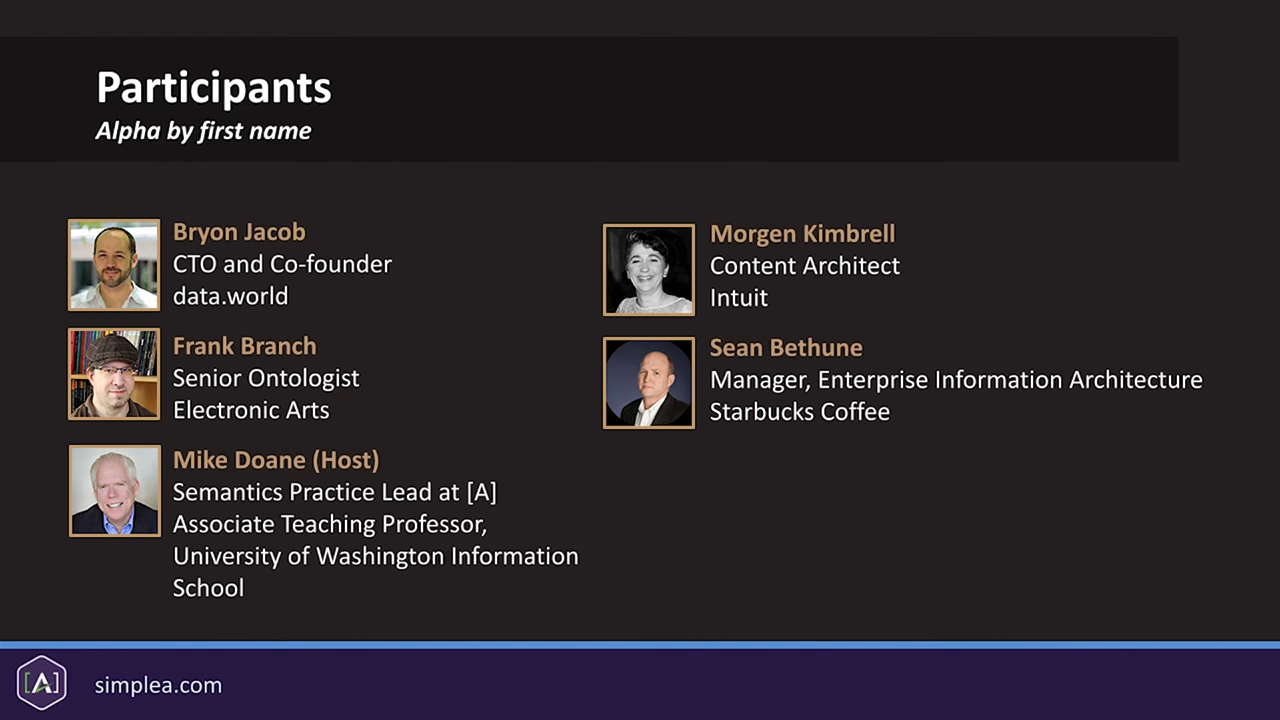 Participants
Alpha by first name
Bryon Jacob
CTO and Co-founder
data.world
Frank Branch
Senior Ontologist
Electronic Arts
Mike Doane (Host)
Semantics Practice Lead at [A]
Associate Teaching Professor,
University of Washington Information
School
Morgen Kimbrell
Content Architect
Intuit
Sean Bethune
Manager, Enterprise Information Architecture
Starbucks Coffee
[A]
simplea.com